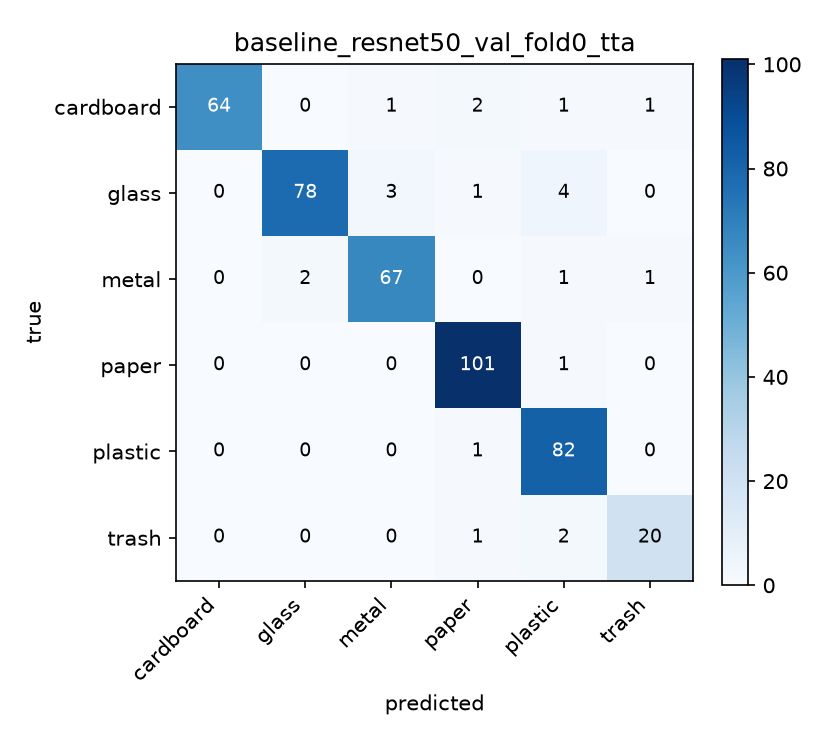 baseline_resnet50_val_fold0_tta
cardboard 64 0 1 2 1 1
glass 0 78 3 1 4 0
metal 0 2 67 0 1 1
paper 0 0 0 101 1 0
plastic 0 0 0 1 82 0
trash 0 0 0 1 2 20
true
cardboard glass metal paper plastic trash
predicted
100
80
60
40
20
0